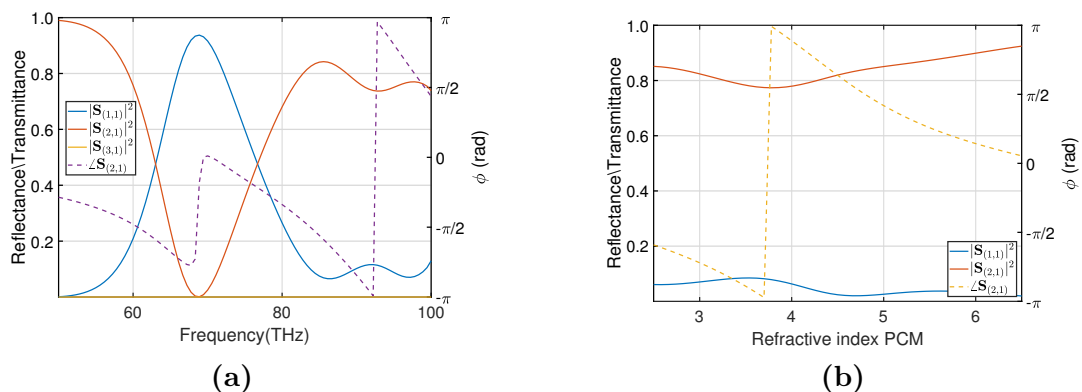 Reflectance\Transmittance
1.0
0.8
0.6
0.4
0.2
|S(1,1)|²
|S(2,1)|²
|S(3,1)|²
∠S(2,1)
60
80
100
Frequency(THz)
π
π/2
0
-π/2
-π
ϕ (rad)
(a)
Reflectance\Transmittance
1.0
0.8
0.6
0.4
0.2
|S(1,1)|²
|S(2,1)|²
∠S(2,1)
3
4
5
6
Refractive index PCM
π
π/2
0
-π/2
-π
ϕ (rad)
(b)